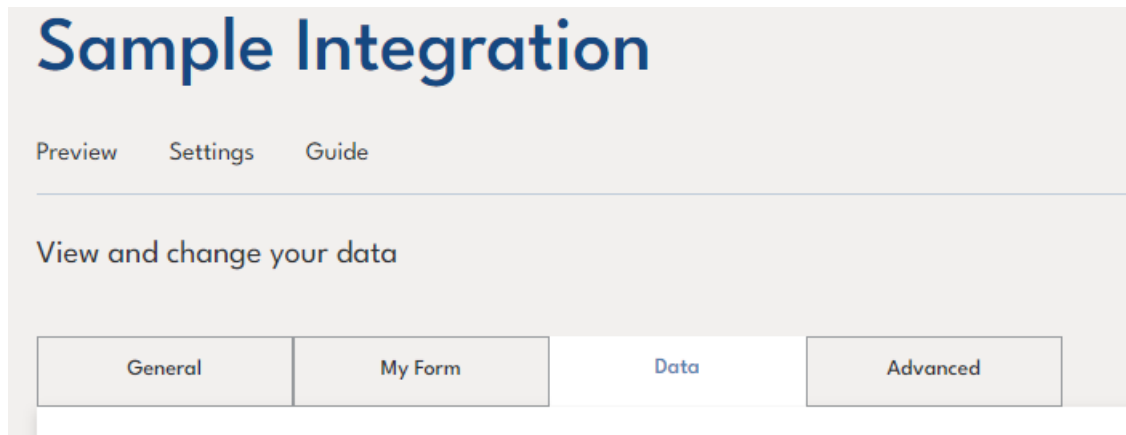 Sample Integration
Preview Settings Guide
View and change your data
General My Form Data Advanced